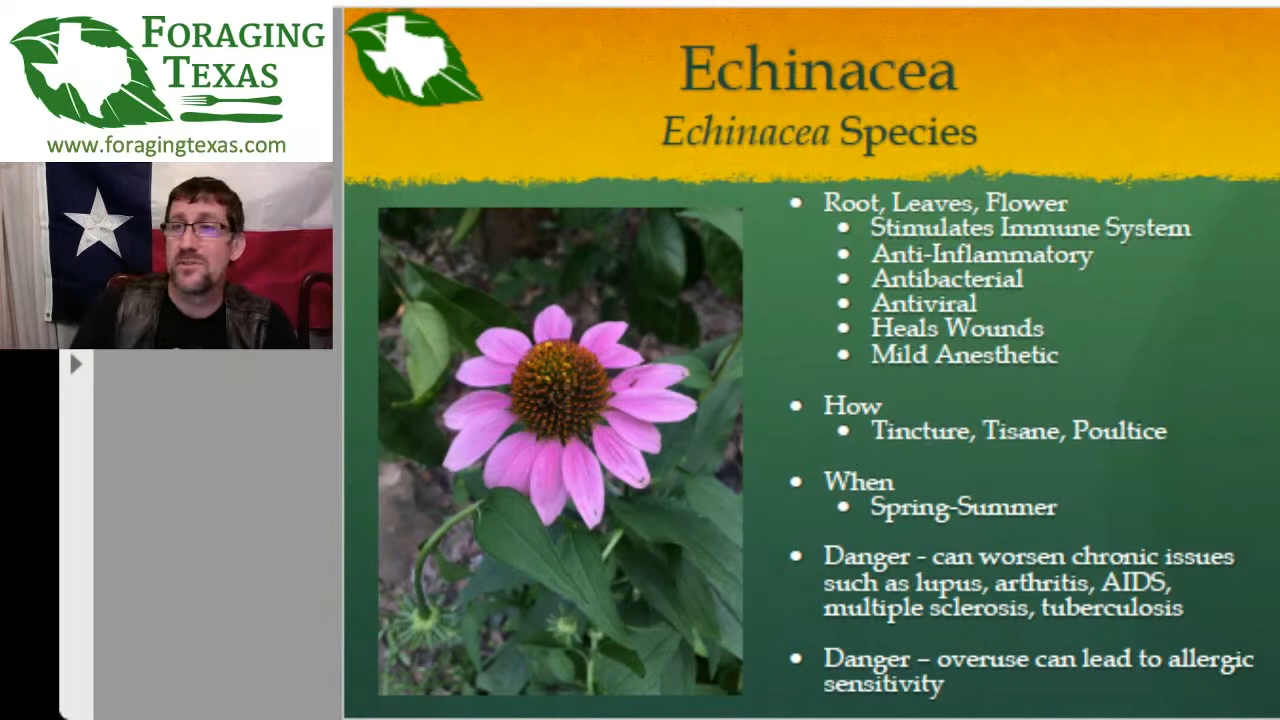 FORAGING
TEXAS
www.foragingtexas.com
Echinacea
Echinacea Species
• Root, Leaves, Flower
• Stimulates Immune System
• Anti-Inflammatory
• Antibacterial
• Antiviral
• Heals Wounds
• Mild Anesthetic
• How
• Tincture, Tisane, Poultice
• When
• Spring-Summer
• Danger - can worsen chronic issues
such as lupus, arthritis, AIDS,
multiple sclerosis, tuberculosis
• Danger – overuse can lead to allergic
sensitivity